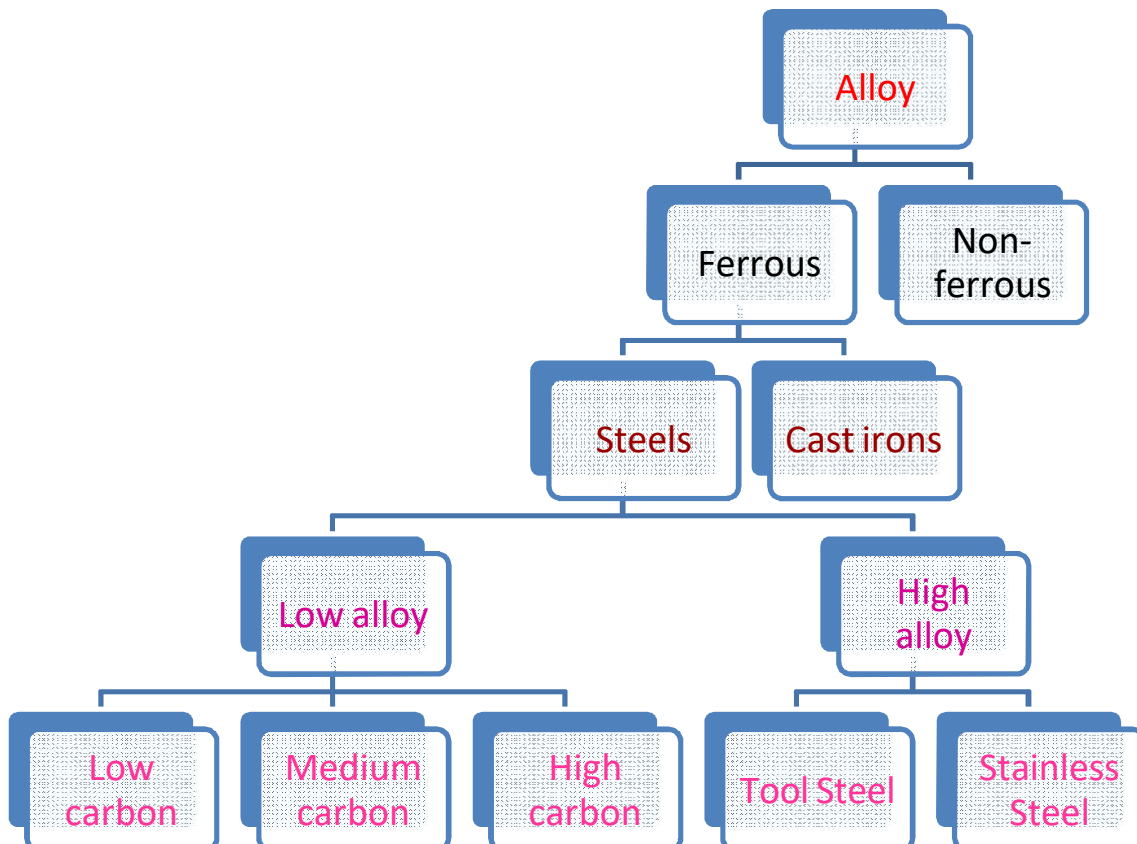 Alloy
Ferrous
Non-
ferrous
Steels
Cast irons
Low alloy
High
alloy
Low
carbon
Medium
carbon
High
carbon
Tool Steel
Stainless
Steel